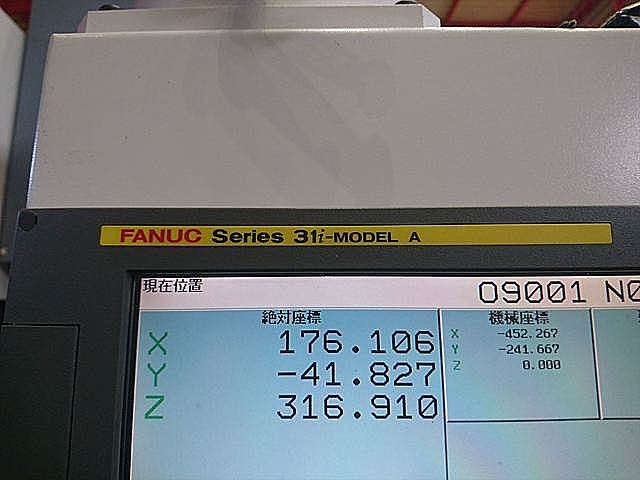 FANUC Series 31i-MODEL A
現在位置 O9001 N0
絶対座標
X 176.106
Y -41.827
Z 316.910
機械座標
X -452.267
Y -241.667
Z 0.000